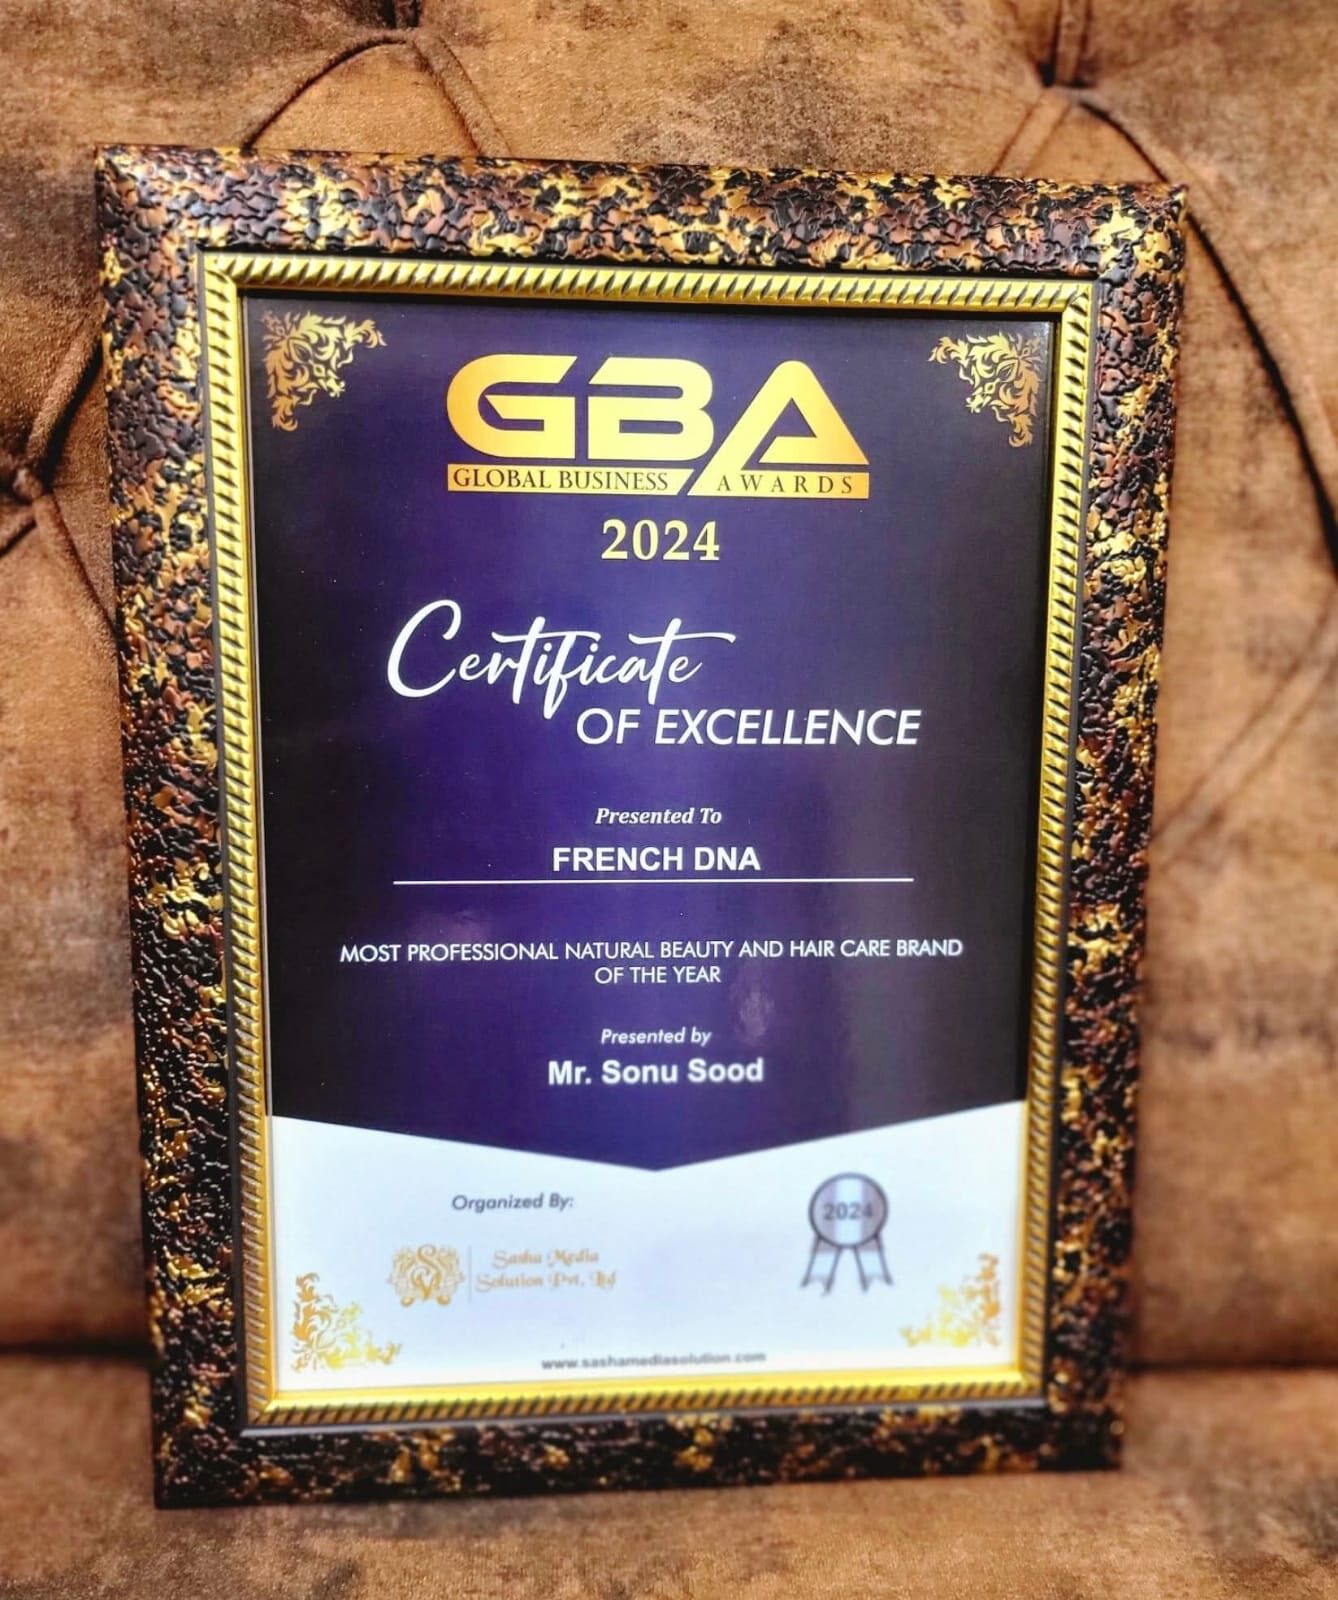 GBA
GLOBAL BUSINESS AWARDS
2024
Certificate
OF EXCELLENCE
Presented To
FRENCH DNA
MOST PROFESSIONAL NATURAL BEAUTY AND HAIR CARE BRAND
OF THE YEAR
Presented by
Mr. Sonu Sood
Organized By:
2024
Sasha Media
Solution Pvt. Ltd
www.sashamediasolution.com